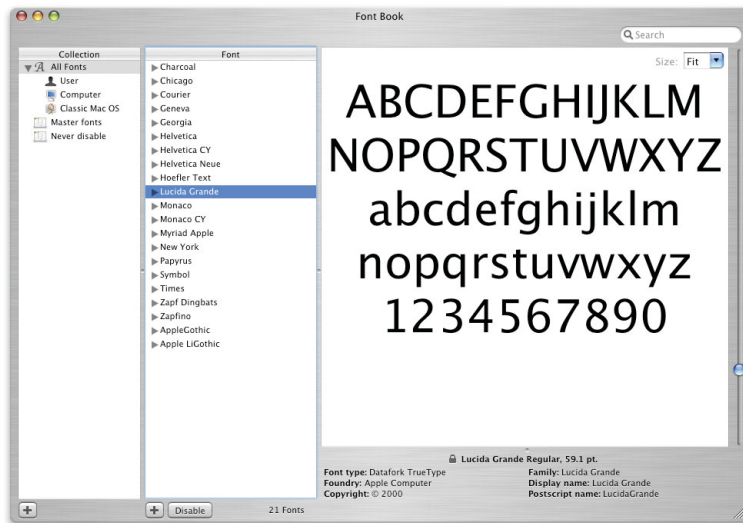 Font Book
Search
Collection
All Fonts
User
Computer
Classic Mac OS
Master fonts
Never disable
Font
Charcoal
Chicago
Courier
Geneva
Georgia
Helvetica
Helvetica CY
Helvetica Neue
Hoefler Text
Lucida Grande
Monaco
Monaco CY
Myriad Apple
New York
Papyrus
Symbol
Times
Zapf Dingbats
Zapfino
AppleGothic
Apple LiGothic
Size: Fit
ABCDEFGHIJKLM
NOPQRSTUVWXYZ
abcdefghijklm
nopqrstuvwxyz
1234567890
Lucida Grande Regular, 59.1 pt.
Font type: Datafork TrueType
Foundry: Apple Computer
Copyright: © 2000
Family: Lucida Grande
Display name: Lucida Grande
Postscript name: LucidaGrande
Disable
21 Fonts